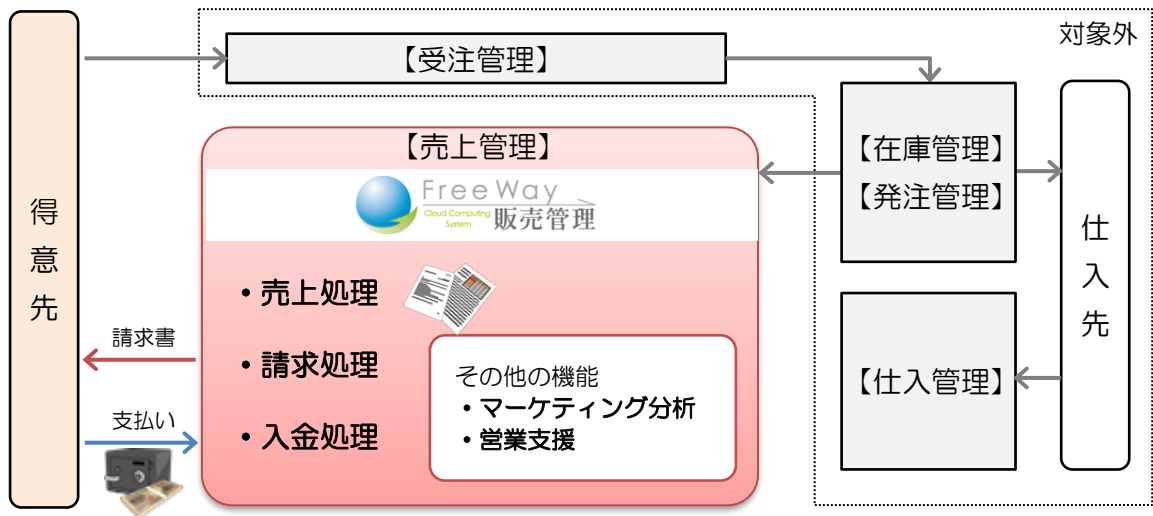 対象外
【受注管理】
得意先
【売上管理】
FreeWay
Cloud Computing
System
販売管理
・売上処理
・請求処理
・入金処理
その他の機能
・マーケティング分析
・営業支援
請求書
支払い
【在庫管理】
【発注管理】
【仕入管理】
仕入先